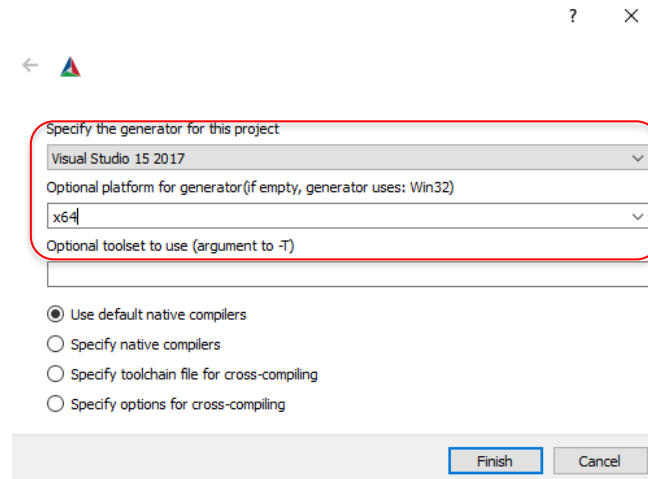 ?
Specify the generator for this project
Visual Studio 15 2017
Optional platform for generator(if empty, generator uses: Win32)
x64
Optional toolset to use (argument to -T)
Use default native compilers
Specify native compilers
Specify toolchain file for cross-compiling
Specify options for cross-compiling
Finish Cancel